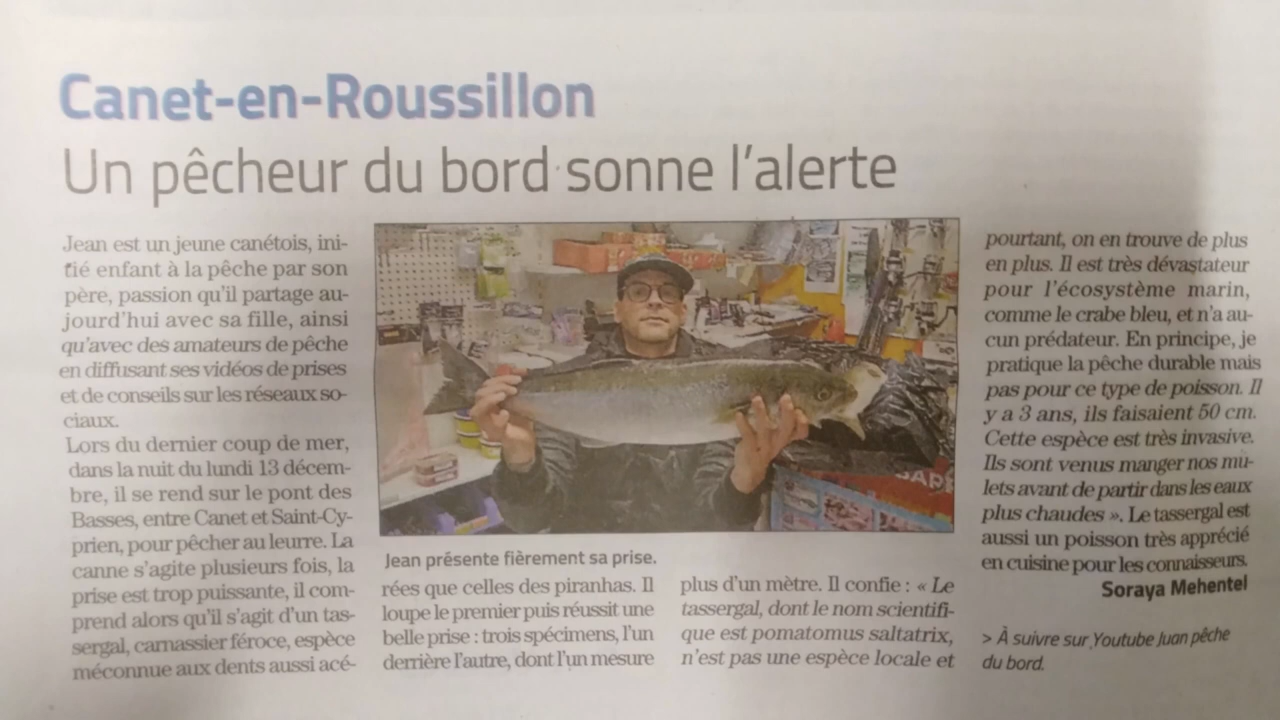 Canet-en-Roussillon
Un pêcheur du bord sonne l'alerte
Jean est un jeune canétois, ini-
tié enfant à la pêche par son
père, passion qu'il partage au-
jourd'hui avec sa fille, ainsi
qu'avec des amateurs de pêche
en diffusant ses vidéos de prises
et de conseils sur les réseaux so-
ciaux.
Lors du dernier coup de mer,
dans la nuit du lundi 13 décem-
bre, il se rend sur le pont des
Basses, entre Canet et Saint-Cy-
prien, pour pêcher au leurre. La
canne s'agite plusieurs fois, la
prise est trop puissante, il com-
prend alors qu'il s'agit d'un tas-
sergal, carnassier féroce, espèce
méconnue aux dents aussi acé-
Jean présente fièrement sa prise.
rées que celles des piranhas. Il
loupe le premier puis réussit une
belle prise : trois spécimens, l'un
derrière l'autre, dont l'un mesure
plus d'un mètre. Il confie : « Le
tassergal, dont le nom scientifi-
que est pomatomus saltatrix,
n'est pas une espèce locale et
pourtant, on en trouve de plus
en plus. Il est très dévastateur
pour l'écosystème marin,
comme le crabe bleu, et n'a au-
cun prédateur. En principe, je
pratique la pêche durable mais
pas pour ce type de poisson. Il
y a 3 ans, ils faisaient 50 cm.
Cette espèce est très invasive.
Ils sont venus manger nos mu-
lets avant de partir dans les eaux
plus chaudes ». Le tassergal est
aussi un poisson très apprécié
en cuisine pour les connaisseurs.
Soraya Mehentel
> À suivre sur Youtube Juan pêche
du bord.